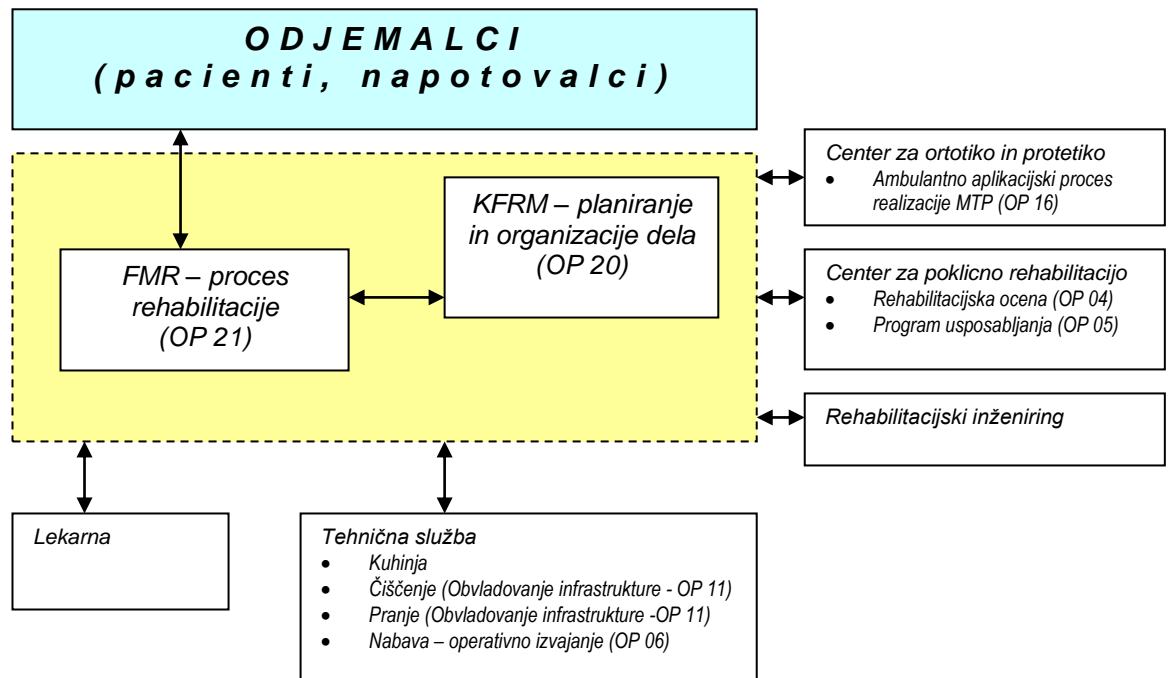 ODJEMALCI
(pacienti, napotovalci)
KFRM – planiranje
in organizacije dela
(OP 20)
FMR – proces
rehabilitacije
(OP 21)
Center za ortotiko in protetiko
• Ambulantno aplikacijski proces
realizacije MTP (OP 16)
Center za poklicno rehabilitacijo
• Rehabilitacijska ocena (OP 04)
• Program usposabljanja (OP 05)
Rehabilitacijski inženiring
Lekarna
Tehnična služba
• Kuhinja
• Čiščenje (Obvladovanje infrastrukture - OP 11)
• Pranje (Obvladovanje infrastrukture -OP 11)
• Nabava – operativno izvajanje (OP 06)